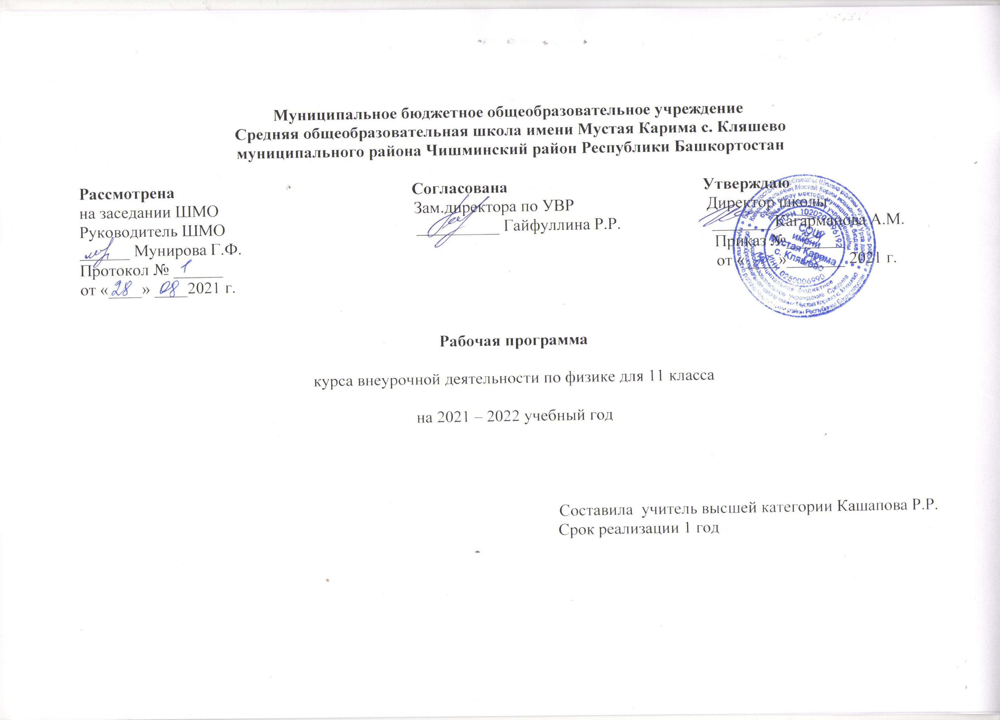 Муниципальное бюджетное общеобразовательное учреждение
Средняя общеобразовательная школа имени Мустая Карима с. Кляшево
муниципального района Чишминский район Республики Башкортостан
Рассмотрена
на заседании ШМО
Руководитель ШМО
______ Мунирова Г.Ф.
Протокол № 1
от «28» 08 2021 г.
Согласована
Зам.директора по УВР
__________ Гайфуллина Р.Р.
Утверждаю
Директор школы
_______ Кагарманова А.М.
Приказ № _______
от «____»_______ 2021 г.
СОШ
имени
Мустая Карима
с. Кляшево
ИНН 0250006990
Рабочая программа
курса внеурочной деятельности по физике для 11 класса
на 2021 – 2022 учебный год
Составила учитель высшей категории Кашапова Р.Р.
Срок реализации 1 год